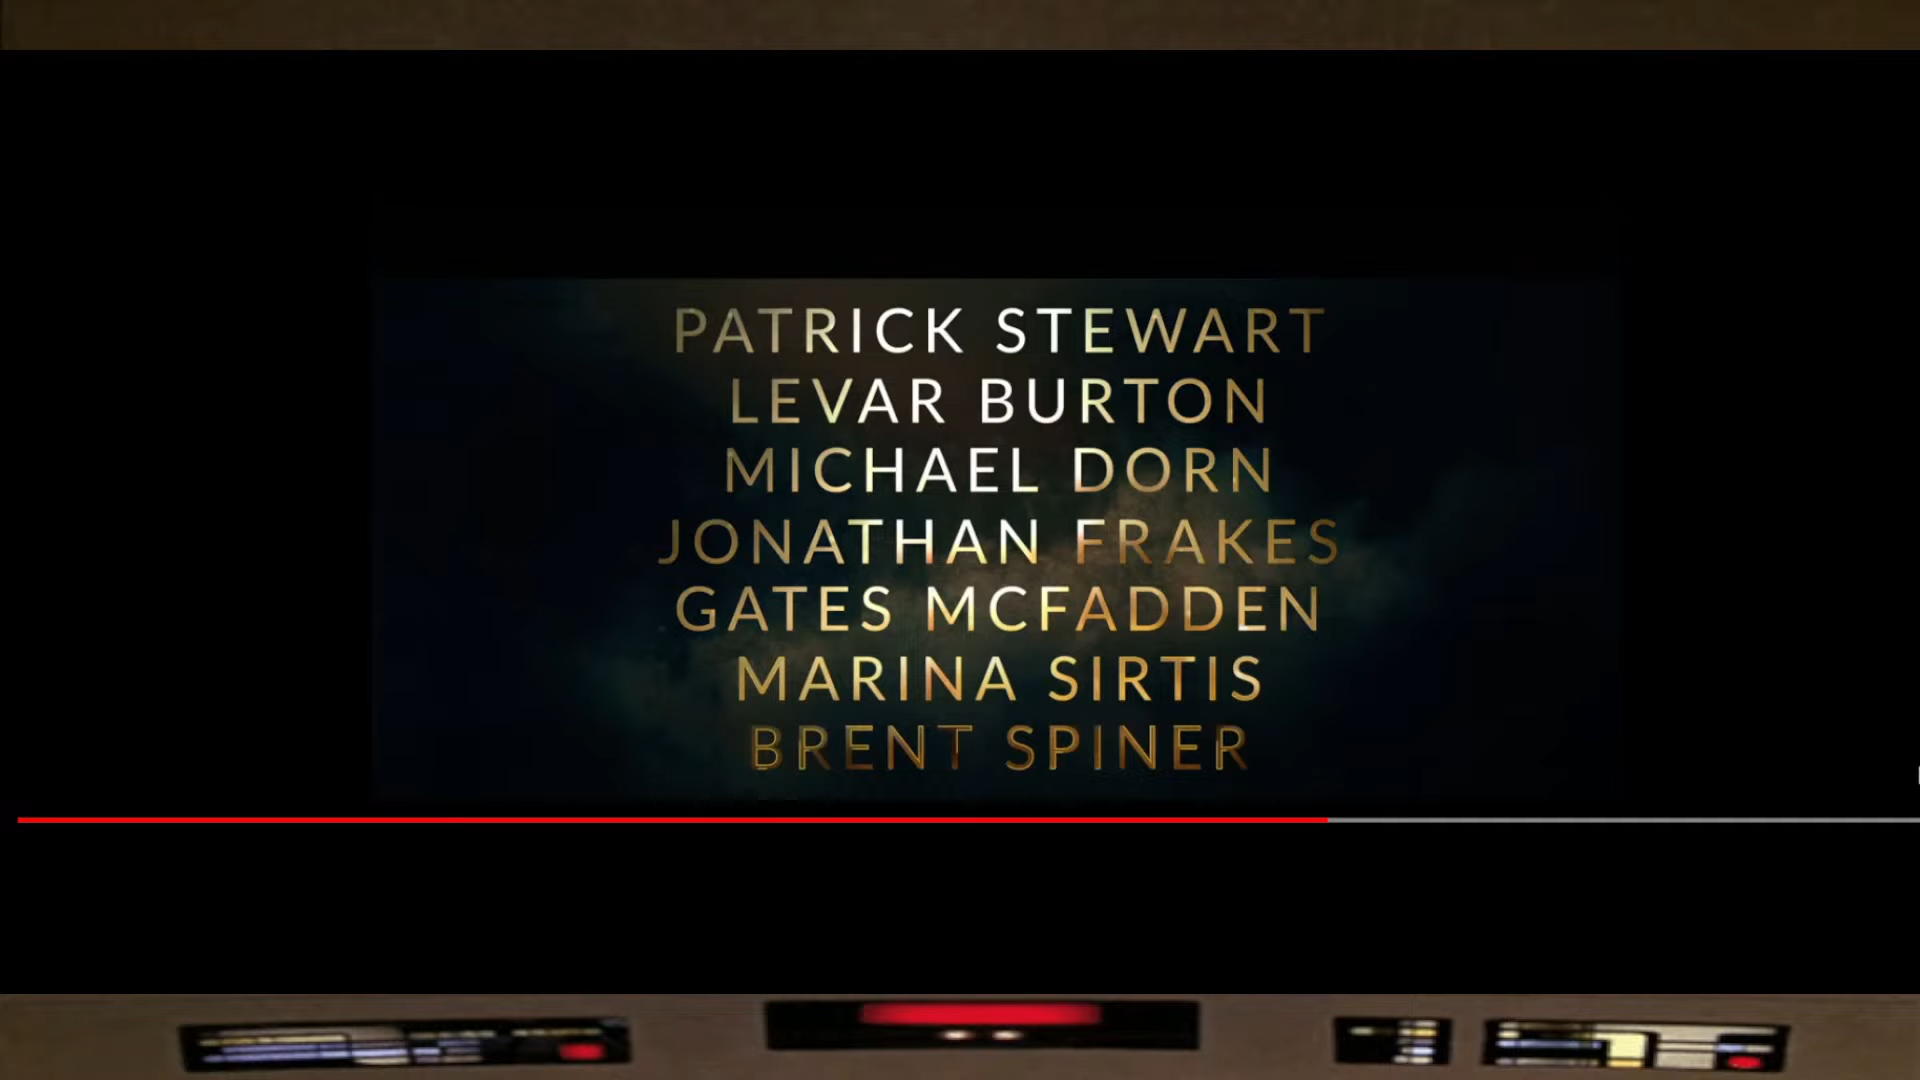 PATRICK STEWART
LEVAR BURTON
MICHAEL DORN
JONATHAN FRAKES
GATES MCFADDEN
MARINA SIRTIS
BRENT SPINER